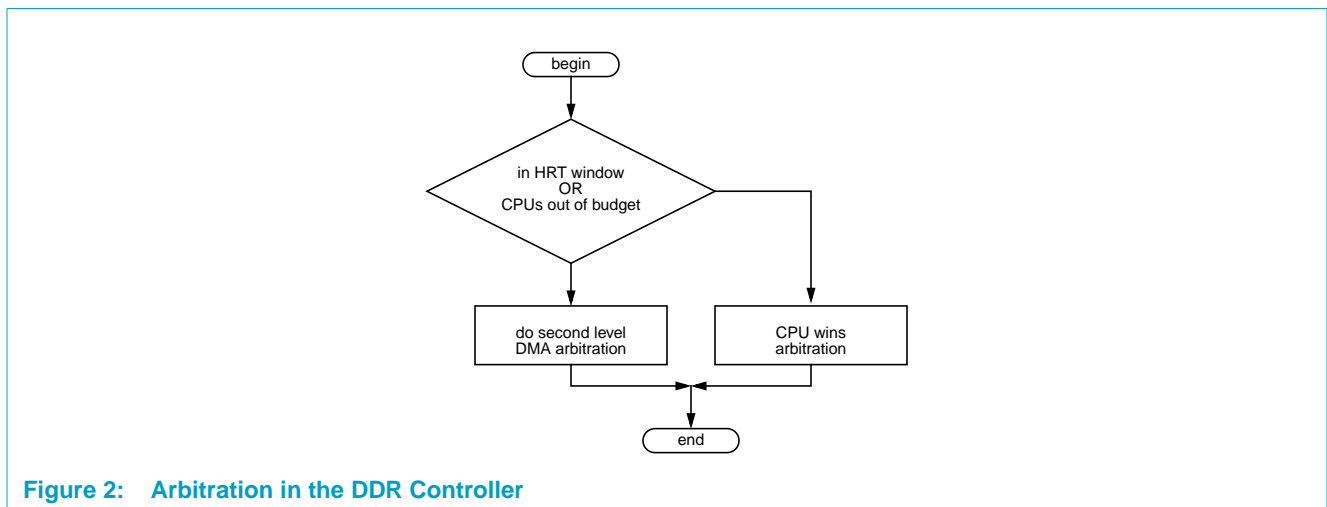 begin
in HRT window
OR
CPUs out of budget
do second level
DMA arbitration
CPU wins
arbitration
end
Figure 2: Arbitration in the DDR Controller